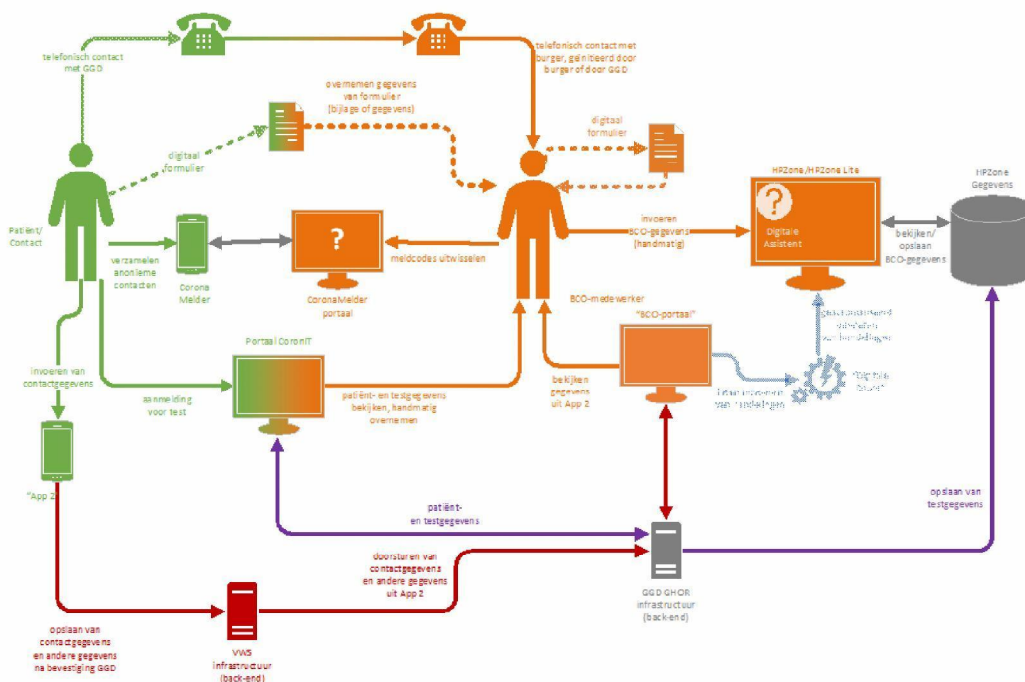 telefonisch contact
met GGD
telefonisch contact met
burger, geïnitieerd door
burger of door GGD
overnemen gegevens
van formulier
(bijlage of gegevens)
digitaal
formulier
digitaal
formulier
Patiënt/
Contact
verzamelen
anonieme
contacten
Corona
Melder
?
CoronaMelder
portaal
meldcodes uitwisselen
BCO-medewerker
invoeren
BCO-gegevens
(handmatig)
HPZone/HPZone Lite
?
Digitale
Assistent
bekijken/
opslaan
BCO-gegevens
HPZone
Gegevens
invoeren van
contactgegevens
aanmelding
voor test
Portaal CoronIT
patiënt- en testgegevens
bekijken, handmatig
overnemen
bekijken
gegevens
uit App 2
"BCO-portaal"
van handelingen
van handelingen
"App 2"
patiënt-
en testgegevens
opslaan van
testgegevens
doorsturen van
contactgegevens
en andere gegevens
uit App 2
GGD GHOR
infrastructuur
(back-end)
opslaan van
contactgegevens
en andere gegevens
na bevestiging GGD
VWS
infrastructuur
(back-end)